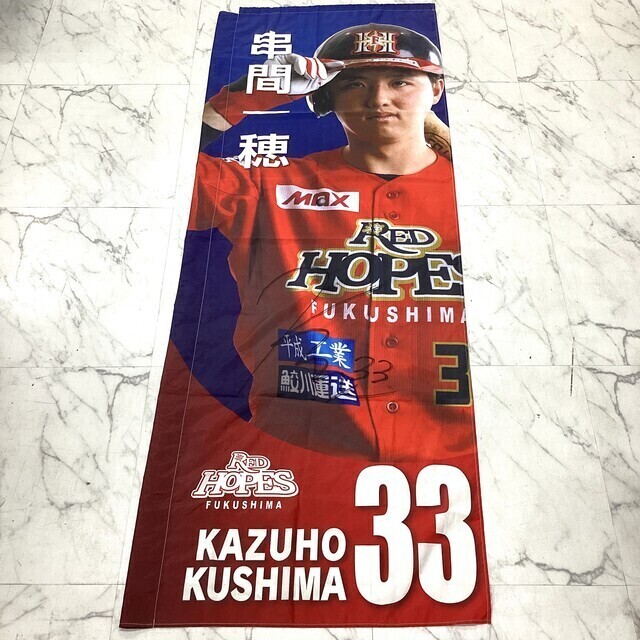 串間一穂
MAX
RED
HOPES
FUKUSHIMA
平成工業
鮫川運送
33
3
RED
HOPES
FUKUSHIMA
KAZUHO
KUSHIMA
33